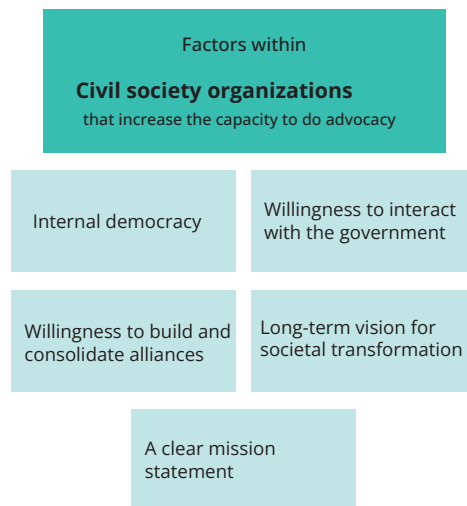 Factors within
Civil society organizations
that increase the capacity to do advocacy
Internal democracy
Willingness to interact
with the government
Willingness to build and
consolidate alliances
Long-term vision for
societal transformation
A clear mission
statement